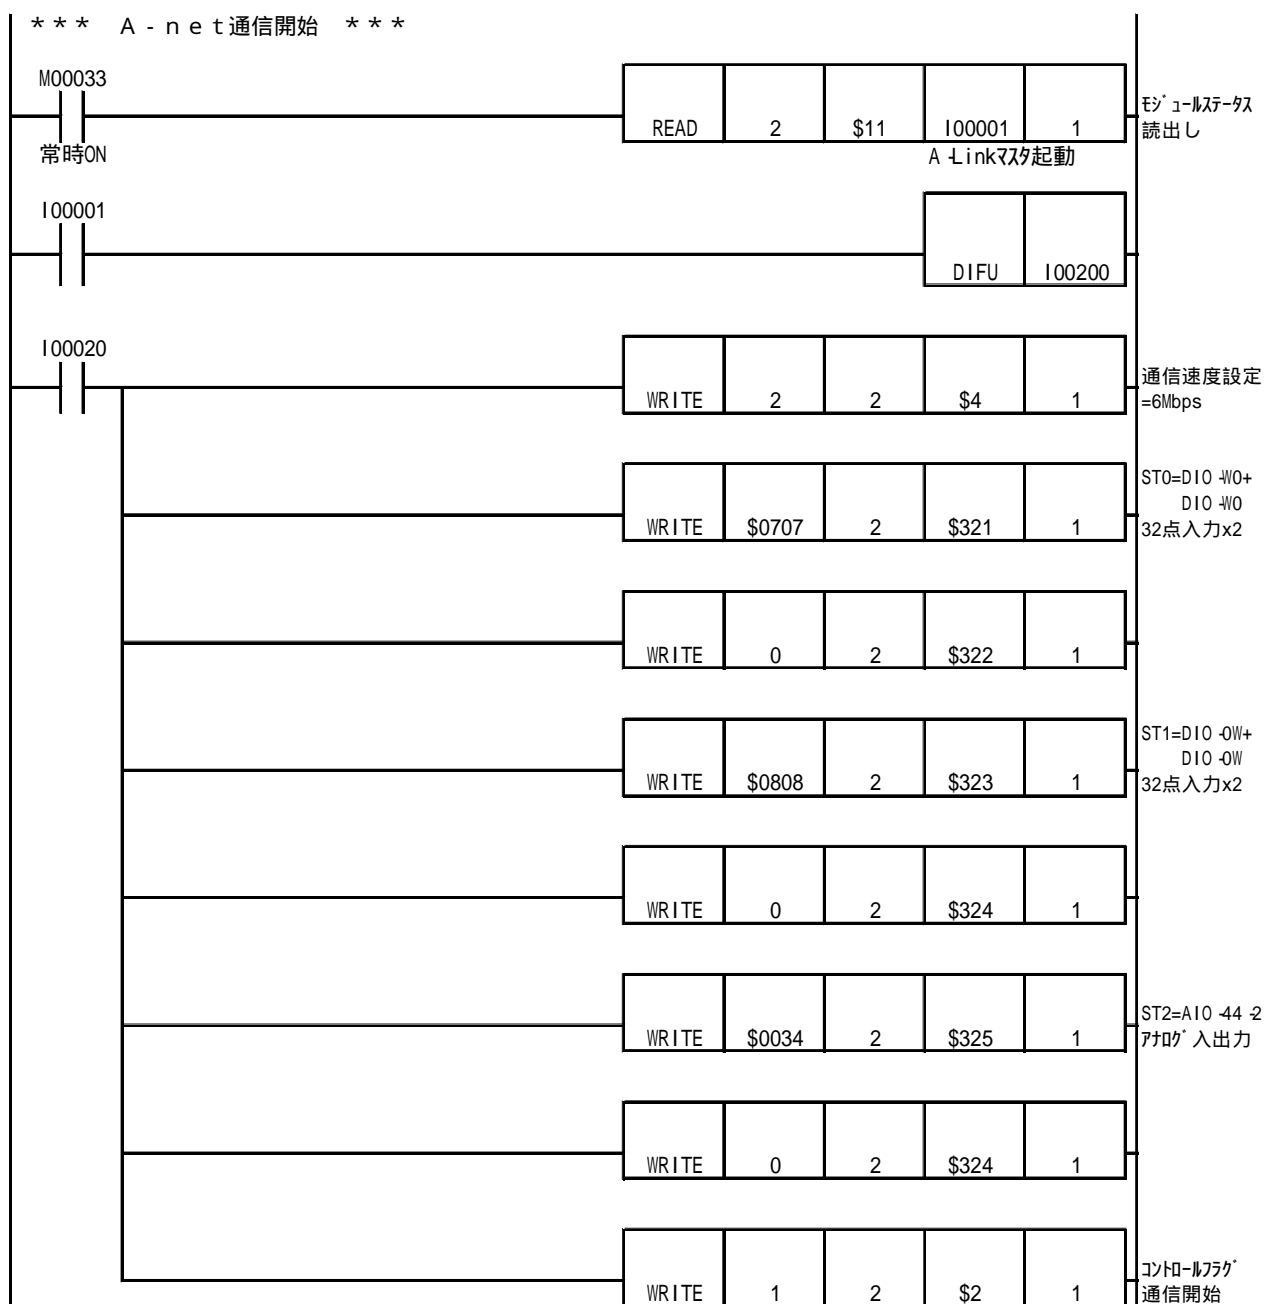 ＊＊＊　Ａ-ｎｅｔ通信開始　＊＊＊
M00033
READ 2 $11 I00001 1
ﾓｼﾞｭｰﾙｽﾃｰﾀｽ
読出し
常時ON
A-Linkﾏｽﾀ起動
I00001
DIFU I00200
I00020
WRITE 2 2 $4 1
通信速度設定
=6Mbps
WRITE $0707 2 $321 1
ST0=DIO-W0+
DIO-W0
32点入力x2
WRITE 0 2 $322 1
WRITE $0808 2 $323 1
ST1=DIO-0W+
DIO-0W
32点入力x2
WRITE 0 2 $324 1
WRITE $0034 2 $325 1
ST2=AIO-44-2
ｱﾅﾛｸﾞ入出力
WRITE 0 2 $324 1
WRITE 1 2 $2 1
ｺﾝﾄﾛｰﾙﾌﾗｸﾞ
通信開始